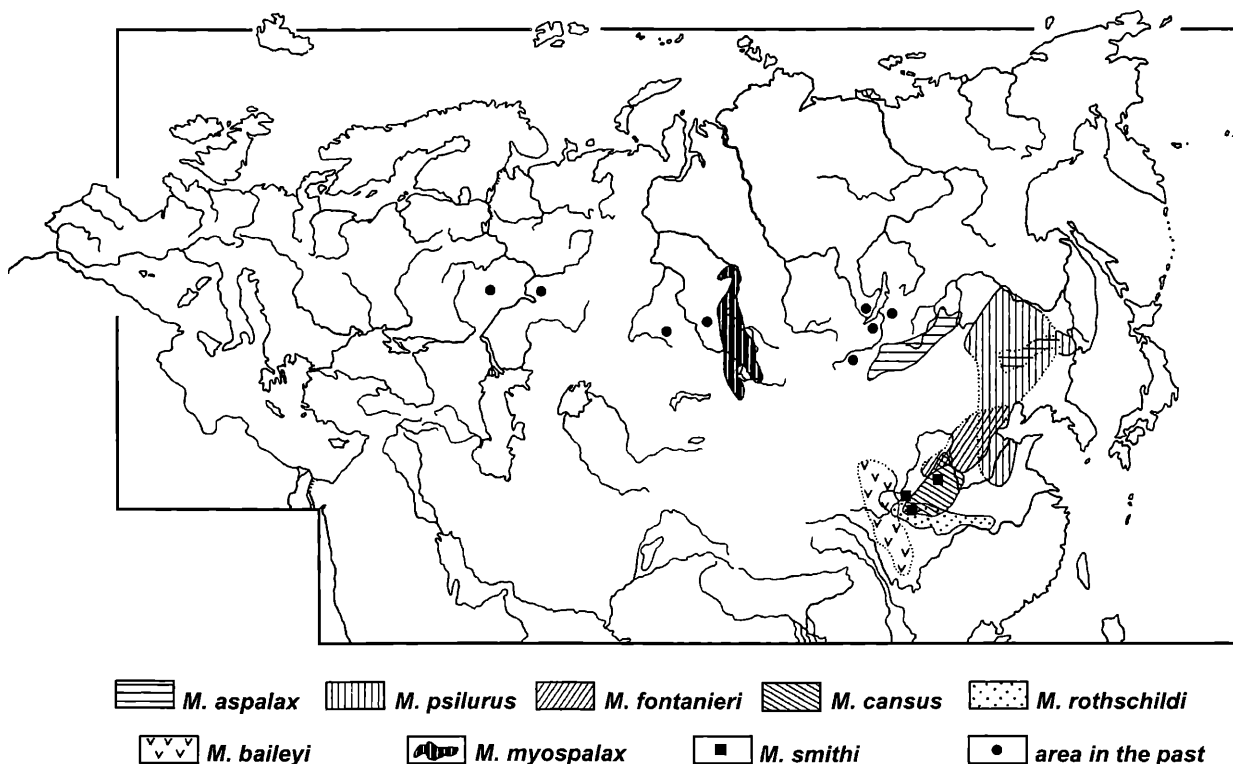 M. aspalax M. psilurus M. fontanieri M. cansus M. rothschildi
M. baileyi M. myospalax M. smithi area in the past